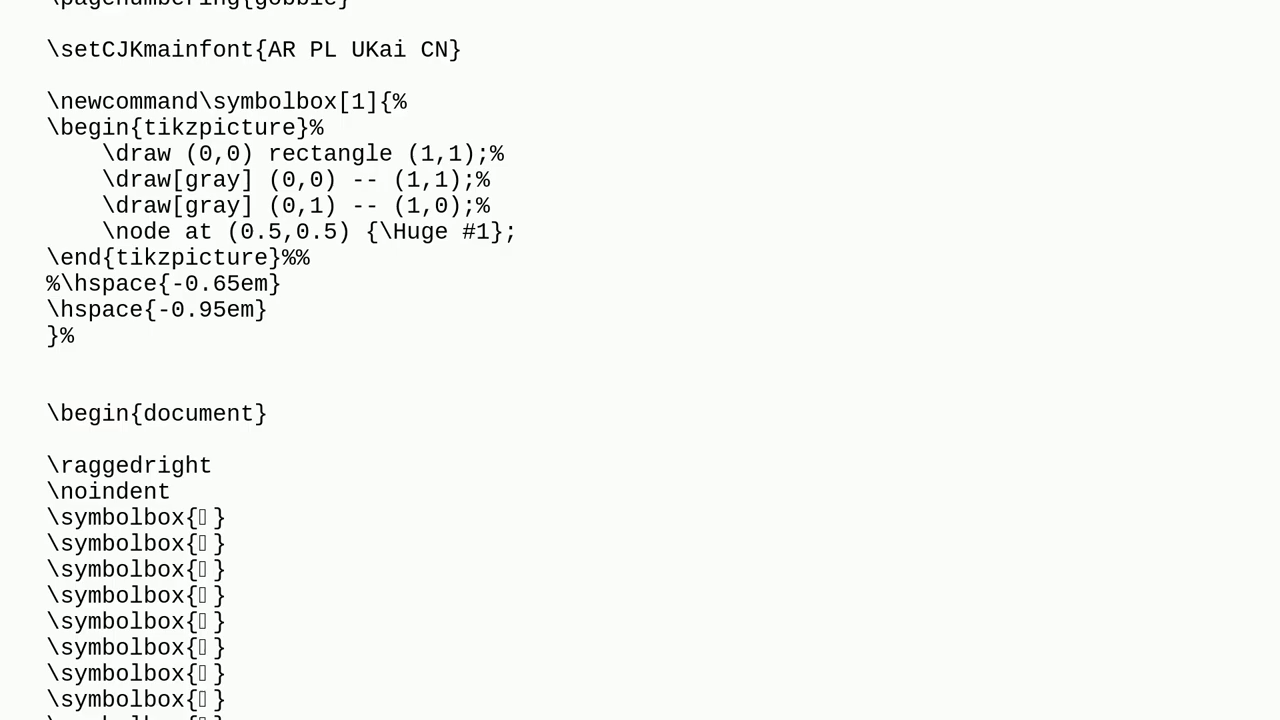 \pagenumbering{gobble}
\setCJKmainfont{AR PL UKai CN}
\newcommand\symbolbox[1]{%
\begin{tikzpicture}%
    \draw (0,0) rectangle (1,1);%
    \draw[gray] (0,0) -- (1,1);%
    \draw[gray] (0,1) -- (1,0);%
    \node at (0.5,0.5) {\Huge #1};
\end{tikzpicture}%%
%\hspace{-0.65em}
\hspace{-0.95em}
}%
\begin{document}
\raggedright
\noindent
\symbolbox{▯}
\symbolbox{▯}
\symbolbox{▯}
\symbolbox{▯}
\symbolbox{▯}
\symbolbox{▯}
\symbolbox{▯}
\symbolbox{▯}